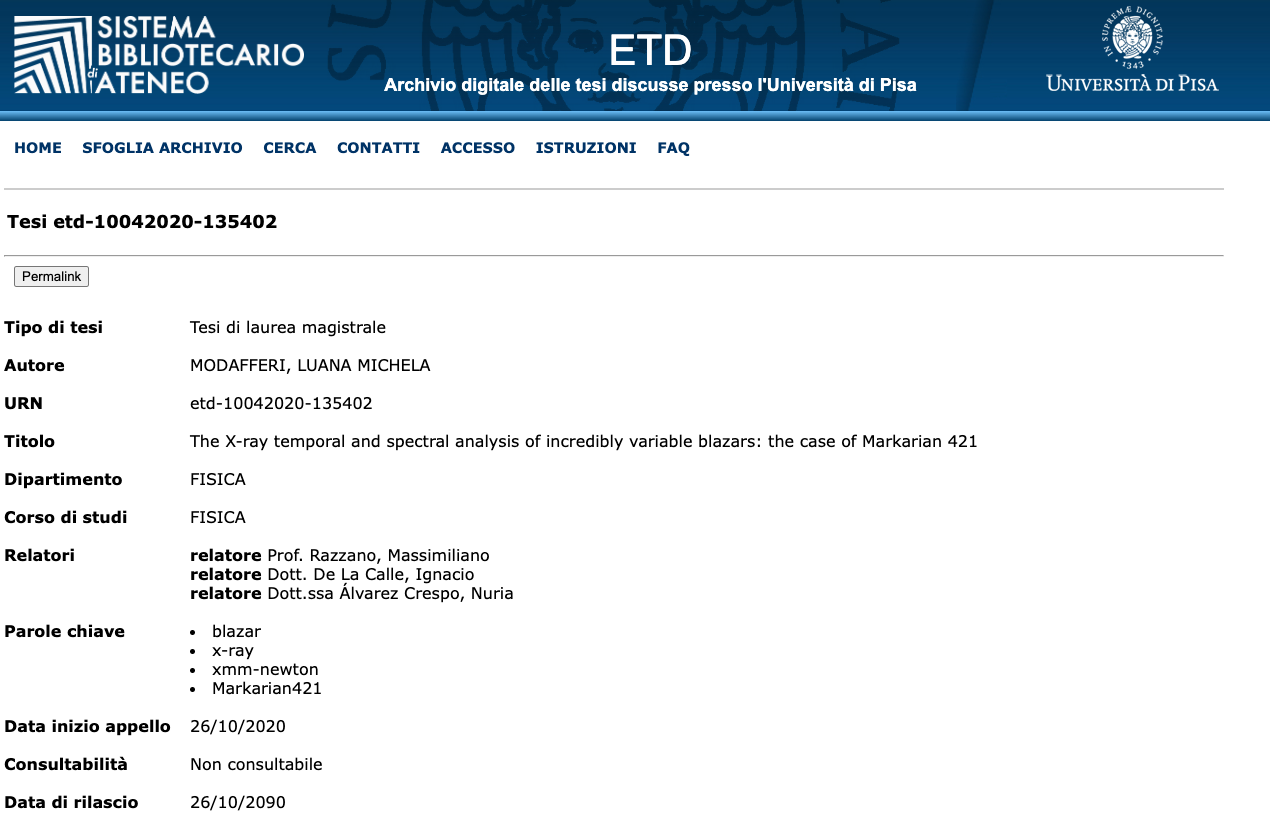 SISTEMA
BIBLIOTECARIO
di ATENEO
ETD
Archivio digitale delle tesi discusse presso l'Università di Pisa
IN SUPREMÆ DIGNITATIS
· 1343 ·
UNIVERSITÀ DI PISA
HOME SFOGLIA ARCHIVIO CERCA CONTATTI ACCESSO ISTRUZIONI FAQ
Tesi etd-10042020-135402
Permalink
Tipo di tesi Tesi di laurea magistrale
Autore MODAFFERI, LUANA MICHELA
URN etd-10042020-135402
Titolo The X-ray temporal and spectral analysis of incredibly variable blazars: the case of Markarian 421
Dipartimento FISICA
Corso di studi FISICA
Relatori relatore Prof. Razzano, Massimiliano
relatore Dott. De La Calle, Ignacio
relatore Dott.ssa Álvarez Crespo, Nuria
Parole chiave • blazar
• x-ray
• xmm-newton
• Markarian421
Data inizio appello 26/10/2020
Consultabilità Non consultabile
Data di rilascio 26/10/2090